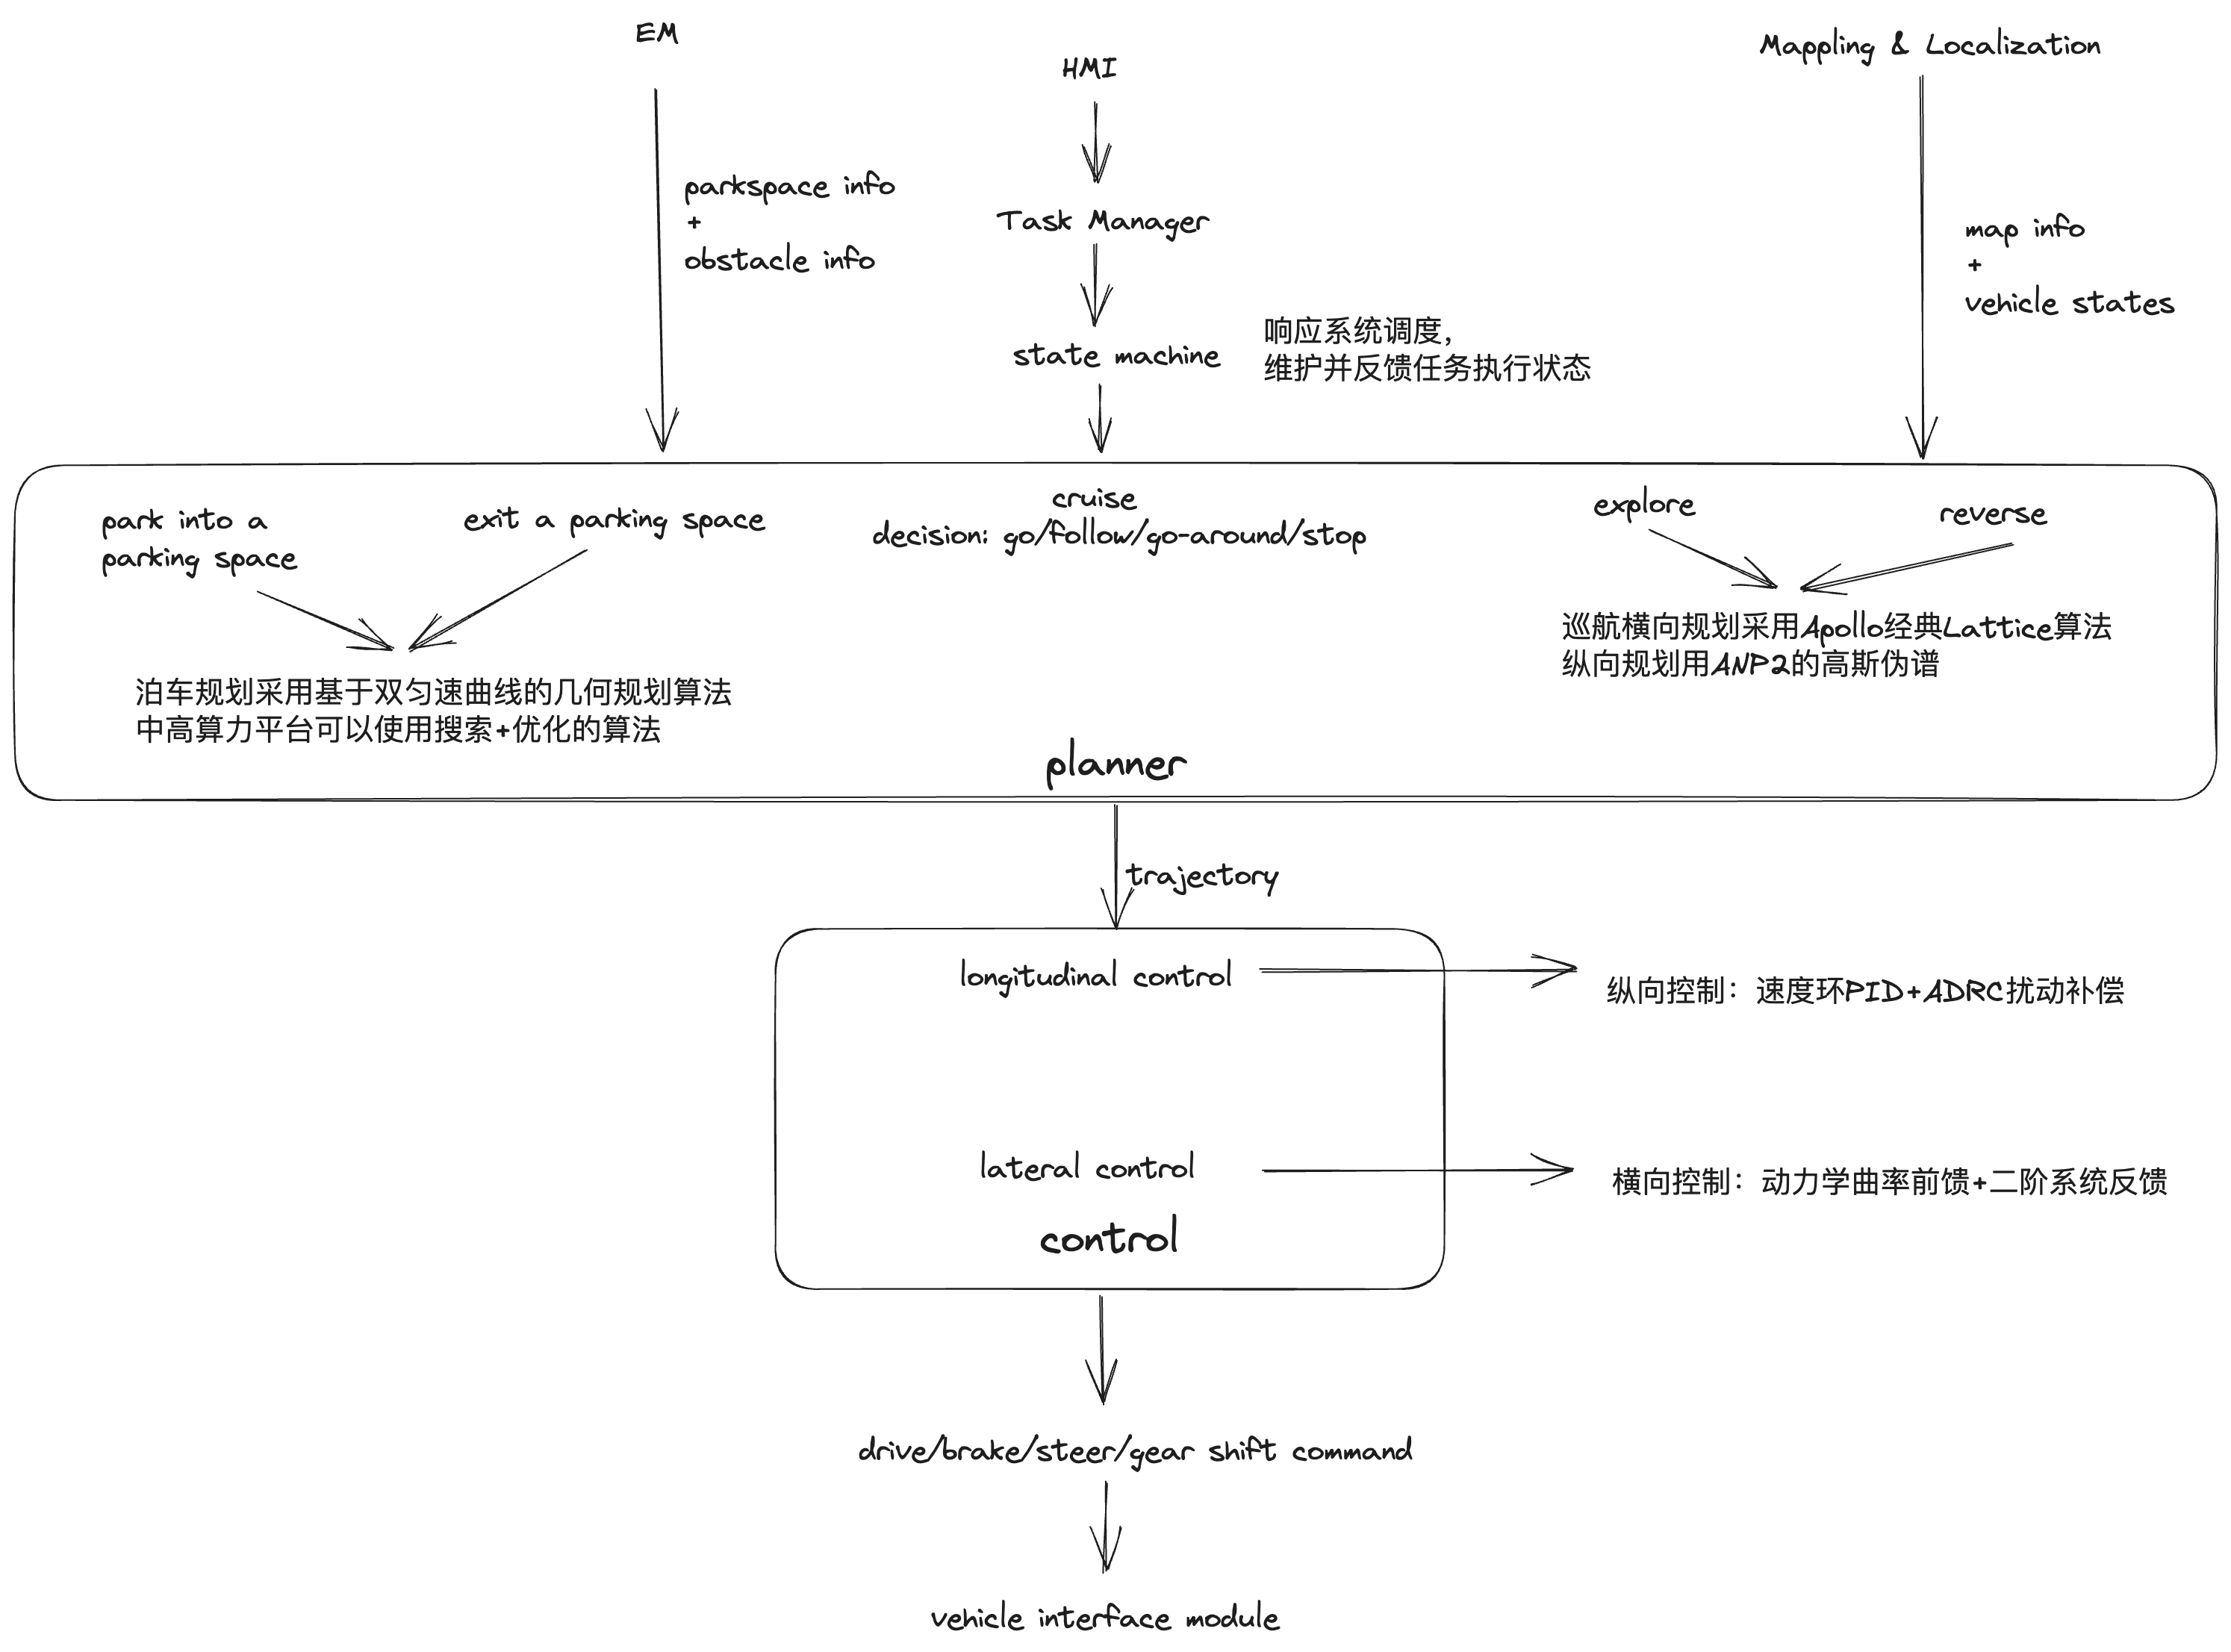 EM
HMI
Mappling & Localization
parkspace info
+
obstacle info
Task Manager
map info
+
vehicle states
state machine
响应系统调度，
维护并反馈任务执行状态
park into a
parking space
exit a parking space
cruise
decision: go/follow/go-around/stop
explore
reverse
泊车规划采用基于双匀速曲线的几何规划算法
中高算力平台可以使用搜索+优化的算法
巡航横向规划采用Apollo经典Lattice算法
纵向规划用ANP2的高斯伪谱
planner
trajectory
longitudinal control
纵向控制：速度环PID+ADRC扰动补偿
lateral control
横向控制：动力学曲率前馈+二阶系统反馈
control
drive/brake/steer/gear shift command
vehicle interface module